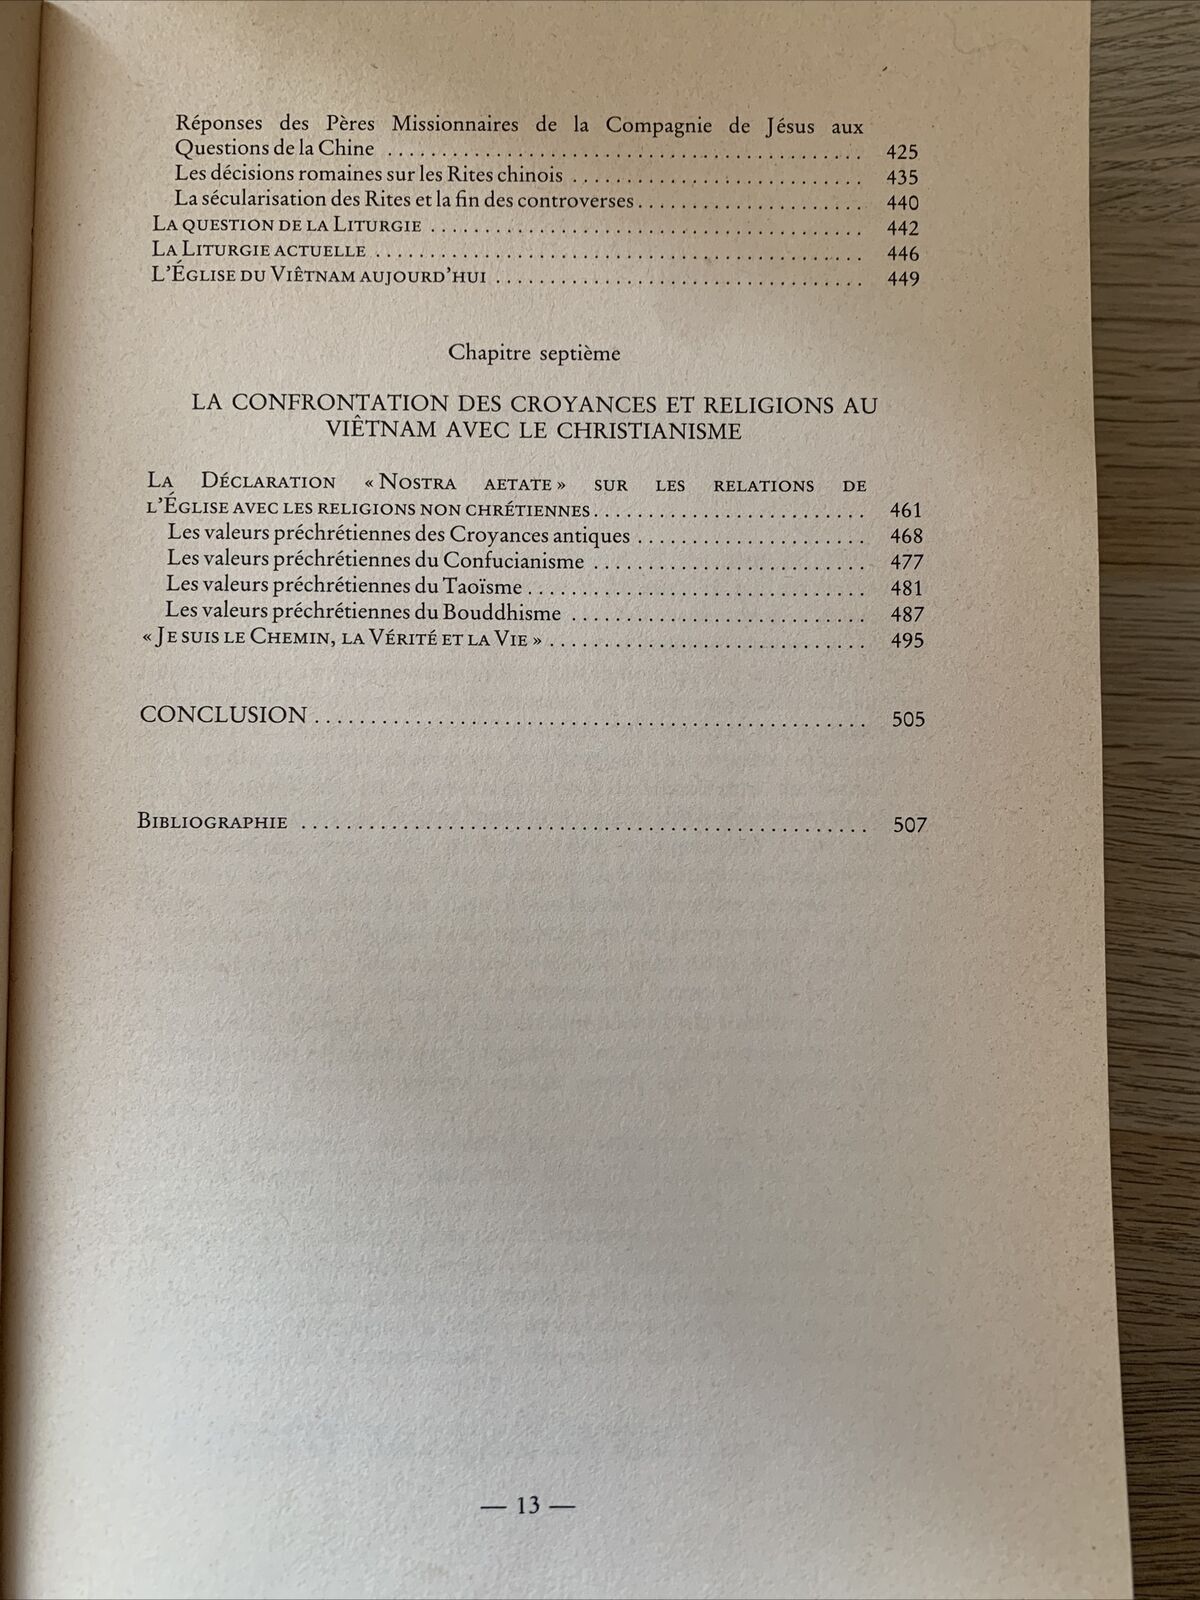 Réponses des Pères Missionnaires de la Compagnie de Jésus aux
Questions de la Chine ........................................ 425
Les décisions romaines sur les Rites chinois ........................ 435
La sécularisation des Rites et la fin des controverses .................... 440
La question de la Liturgie ........................................ 442
La Liturgie actuelle ............................................. 446
L'Église du Viêtnam aujourd'hui .................................. 449
Chapitre septième
LA CONFRONTATION DES CROYANCES ET RELIGIONS AU
VIÊTNAM AVEC LE CHRISTIANISME
La Déclaration « Nostra aetate » sur les relations de
l'Église avec les religions non chrétiennes ........................ 461
Les valeurs préchrétiennes des Croyances antiques .................... 468
Les valeurs préchrétiennes du Confucianisme ........................ 477
Les valeurs préchrétiennes du Taoïsme .............................. 481
Les valeurs préchrétiennes du Bouddhisme .......................... 487
« Je suis le Chemin, la Vérité et la Vie » ............................ 495
CONCLUSION .................................................. 505
Bibliographie .................................................. 507
— 13 —